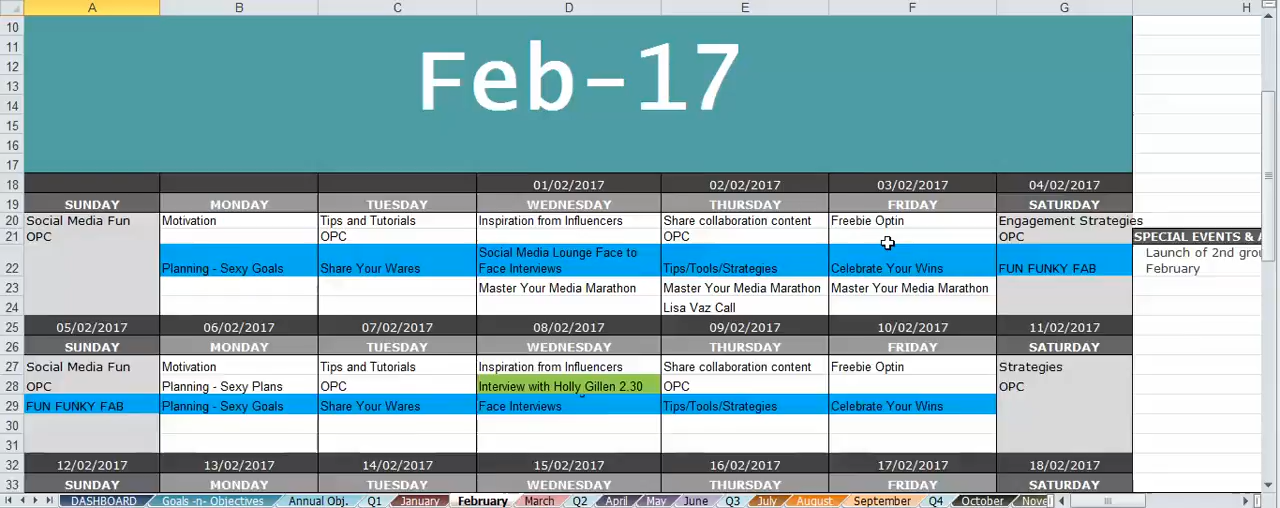 A B C D E F G H
10
11
12 Feb-17
13
14
15
16
17
18 01/02/2017 02/02/2017 03/02/2017 04/02/2017
19 SUNDAY MONDAY TUESDAY WEDNESDAY THURSDAY FRIDAY SATURDAY
20 Social Media Fun Motivation Tips and Tutorials Inspiration from Influencers Share collaboration content Freebie Optin Engagement Strategies
21 OPC OPC OPC OPC SPECIAL EVENTS &
Social Media Lounge Face to Launch of 2nd
22 Planning - Sexy Goals Share Your Wares Face Interviews Tips/Tools/Strategies Celebrate Your Wins FUN FUNKY FAB February
23 Master Your Media Marathon Master Your Media Marathon Master Your Media Marathon
24 Lisa Vaz Call
25 05/02/2017 06/02/2017 07/02/2017 08/02/2017 09/02/2017 10/02/2017 11/02/2017
26 SUNDAY MONDAY TUESDAY WEDNESDAY THURSDAY FRIDAY SATURDAY
27 Social Media Fun Motivation Tips and Tutorials Inspiration from Influencers Share collaboration content Freebie Optin Strategies
28 OPC Planning - Sexy Plans OPC Interview with Holly Gillen 2.30 OPC OPC
29 FUN FUNKY FAB Planning - Sexy Goals Share Your Wares Face Interviews Tips/Tools/Strategies Celebrate Your Wins
30
31
32 12/02/2017 13/02/2017 14/02/2017 15/02/2017 16/02/2017 17/02/2017 18/02/2017
33 SUNDAY MONDAY TUESDAY WEDNESDAY THURSDAY FRIDAY SATURDAY
DASHBOARD Goals -n- Objectives Annual Obj. Q1 January February March Q2 April May June Q3 July August September Q4 October